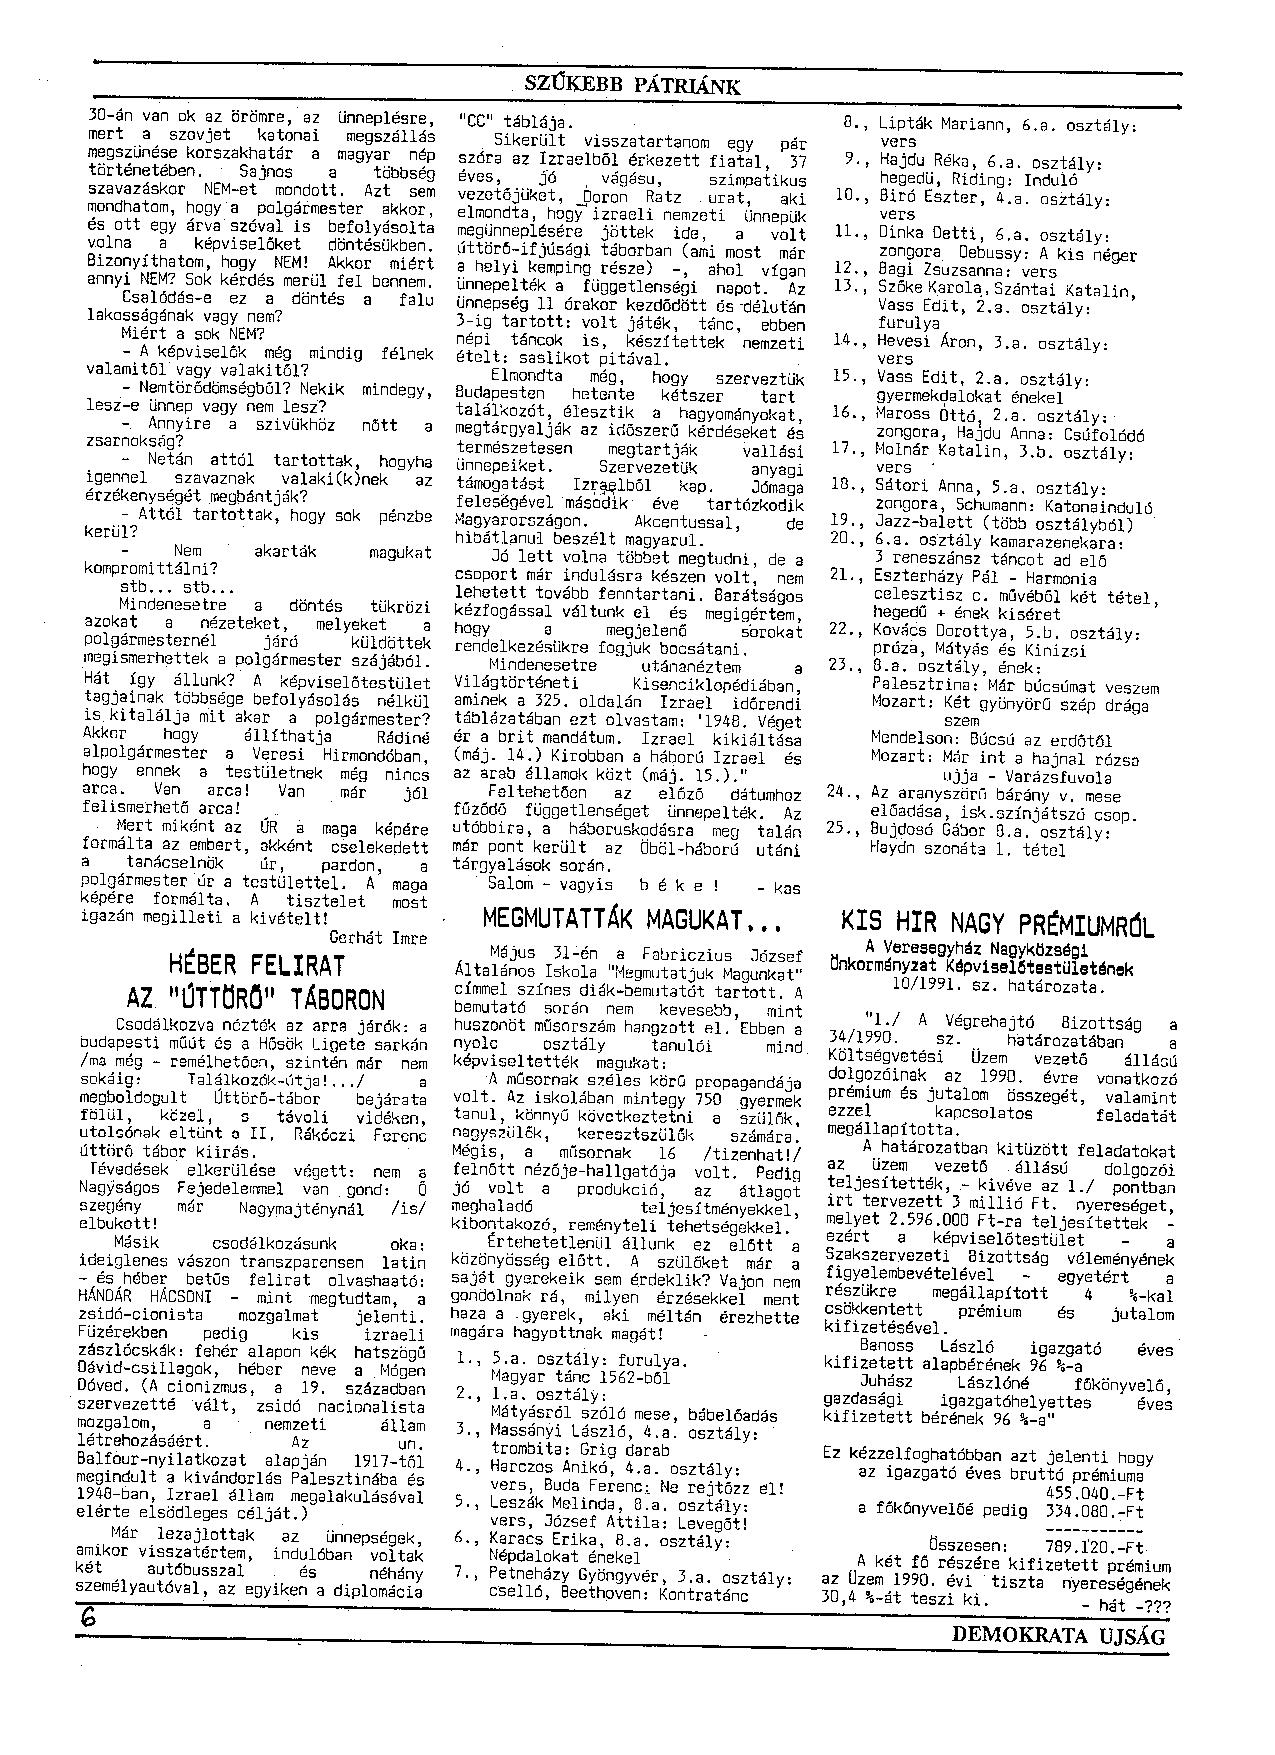 SZŰKEBB PÁTRIÁNK
30-án van ok az örömre, az ünneplésre,
mert a szovjet katonai megszállás
megszünése korszakhatár a magyar nép
történetében. Sajnos a többség
szavazáskor NEM-et mondott. Azt sem
mondhatom, hogy a polgármester akkor,
és ott egy árva szóval is befolyásolta
volna a képviselőket döntésükben.
Bizonyíthatom, hogy NEM! Akkor miért
annyi NEM? Sok kérdés merül fel bennem.
Csalódás-e ez a döntés a falu
lakosságának vagy nem?
Miért a sok NEM?
- A képviselők még mindig félnek
valamitől vagy valakitől?
- Nemtörődömségből? Nekik mindegy,
lesz-e ünnep vagy nem lesz?
- Annyire a szivükhöz nőtt a
zsarnokság?
- Netán attól tartottak, hogyha
igennel szavaznak valaki(k)nek az
érzékenységét megbántják?
- Attól tartottak, hogy sok pénzbe
kerül?
- Nem akarták magukat
kompromittálni?
stb... stb...
Mindenesetre a döntés tükrözi
azokat a nézeteket, melyeket a
polgármesternél járó küldöttek
megismerhettek a polgármester szájából.
Hát így állunk? A képviselőtestület
tagjainak többsége befolyásolás nélkül
is kitalálja mit akar a polgármester?
Akkor hogy állíthatja Rádiné
alpolgármester a Veresi Hirmondóban,
hogy ennek a testületnek még nincs
arca. Van arca! Van már jól
felismerhető arca!
Mert miként az ÚR a maga képére
formálta az embert, akként cselekedett
a tanácselnök úr, pardon, a
polgármester úr a testülettel. A maga
képére formálta. A tisztelet most
igazán megilleti a kivételt!
Gerhát Imre
HÉBER FELIRAT
AZ "ÚTTÖRŐ" TÁBORON
Csodálkozva nézték az arra járók: a
budapesti műút és a Hősök Ligete sarkán
/ma még - remélhetően, szintén már nem
sokáig: Találkozók-útja!.../ a
megboldogult Úttörő-tábor bejárata
fölül, közel, s távoli vidéken,
utolsónak eltünt a II. Rákóczi Ferenc
úttörő tábor kiirás.
Tévedések elkerülése végett: nem a
Nagyságos Fejedelemmel van gond: Ő
szegény már Nagymajténynál /is/
elbukott!
Másik csodálkozásunk oka:
ideiglenes vászon transzparensen latin
- és héber betűs felirat olvasható:
HÁNOÁR HÁCSONI - mint megtudtam, a
zsidó-cionista mozgalmat jelenti.
Füzérekben pedig kis izraeli
zászlócskák: fehér alapon kék hatszögű
Dávid-csillagok, héber neve a Mógen
Dóved. (A cionizmus, a 19. században
szervezetté vált, zsidó nacionalista
mozgalom, a nemzeti állam
létrehozásáért. Az un.
Balfour-nyilatkozat alapján 1917-től
megindult a kivándorlás Palesztinába és
1948-ban, Izrael állam megalakulásával
elérte elsődleges célját.)
Már lezajlottak az ünnepségek,
amikor visszatértem, indulóban voltak
két autóbusszal és néhány
személyautóval, az egyiken a diplomácia
"CC" táblája.
Sikerült visszatartanom egy pár
szóra az Izraelből érkezett fiatal, 37
éves, jó vágásu, szimpatikus
vezetőjüket, Doron Ratz urat, aki
elmondta, hogy izraeli nemzeti ünnepük
megünneplésére jöttek ide, a volt
úttörő-ifjúsági táborban (ami most már
a helyi kemping része) -, ahol vígan
ünnepelték a függetlenségi napot. Az
ünnepség 11 órakor kezdődött és délután
3-ig tartott: volt játék, tánc, ebben
népi táncok is, készítettek nemzeti
ételt: saslikot pitával.
Elmondta még, hogy szerveztük
Budapesten hetente kétszer tart
találkozót, élesztik a hagyományokat,
megtárgyalják az időszerű kérdéseket és
természetesen megtartják vallási
ünnepeiket. Szervezetük anyagi
támogatást Izraelból kap. Jómaga
feleségével második éve tartózkodik
Magyarországon. Akcentussal, de
hibátlanul beszélt magyarul.
Jó lett volna többet megtudni, de a
csoport már indulásra készen volt, nem
lehetett tovább fenntartani. Barátságos
kézfogással váltunk el és megigértem,
hogy a megjelenő sorokat
rendelkezésükre fogjuk bocsátani.
Mindenesetre utánanéztem a
Világtörténeti Kisenciklopédiában,
aminek a 325. oldalán Izrael időrendi
táblázatában ezt olvastam: '1948. Véget
ér a brit mandátum. Izrael kikiáltása
(máj. 14.) Kirobban a háború Izrael és
az arab államok közt (máj. 15.)."
Feltehetően az előző dátumhoz
fűződő függetlenséget ünnepelték. Az
utóbbira, a háboruskodásra meg talán
már pont került az Öböl-háború utáni
tárgyalások során.
Salom - vagyis b é k e ! - kas
MEGMUTATTÁK MAGUKAT...
Május 31-én a Fabriczius József
Általános Iskola "Megmutatjuk Magunkat"
címmel színes diák-bemutatót tartott. A
bemutató során nem kevesebb, mint
huszonöt műsorszám hangzott el. Ebben a
nyolc osztály tanulói mind
képviseltették magukat:
A műsornak széles körű propagandája
volt. Az iskolában mintegy 750 gyermek
tanul, könnyű következtetni a szülők,
nagyszülők, keresztszülők számára.
Mégis, a műsornak 16 /tizenhat!/
felnőtt nézője-hallgatója volt. Pedig
jó volt a produkció, az átlagot
meghaladó teljesítményekkel,
kibontakozó, reményteli tehetségekkel.
Értehetetlenül állunk ez előtt a
közönyösség előtt. A szülőket már a
saját gyerekeik sem érdeklik? Vajon nem
gondolnak rá, milyen érzésekkel ment
haza a gyerek, aki méltán érezhette
magára hagyottnak magát!
1., 5.a. osztály: furulya.
Magyar tánc 1562-ből
2., 1.a. osztály:
Mátyásról szóló mese, bábelőadás
3., Massányi László, 4.a. osztály:
trombita: Grig darab
4., Harczos Anikó, 4.a. osztály:
vers, Buda Ferenc: Ne rejtőzz el!
5., Leszák Melinda, 8.a. osztály:
vers, József Attila: Levegőt!
6., Karacs Erika, 8.a. osztály:
Népdalokat énekel
7., Petneházy Gyöngyvér, 3.a. osztály:
cselló, Beethoven: Kontratánc
8., Lipták Mariann, 6.a. osztály:
vers
9., Hajdu Réka, 6.a. osztály:
hegedü, Riding: Induló
10., Biró Eszter, 4.a. osztály:
vers
11., Dinka Detti, 6.a. osztály:
zongora, Debussy: A kis néger
12., Bagi Zsuzsanna: vers
13., Szőke Karola, Szántai Katalin,
Vass Edit, 2.a. osztály:
furulya
14., Hevesi Áron, 3.a. osztály:
vers
15., Vass Edit, 2.a. osztály:
gyermekdalokat énekel
16., Maross Ottó, 2.a. osztály:
zongora, Hajdu Anna: Csúfolódó
17., Molnár Katalin, 3.b. osztály:
vers
18., Sátori Anna, 5.a. osztály:
zongora, Schumann: Katonainduló
19., Jazz-balett (több osztályból)
20., 6.a. osztály kamarazenekara:
3 reneszánsz táncot ad elő
21., Eszterházy Pál - Harmonia
celesztisz c. művéből két tétel,
hegedű + ének kiséret
22., Kovács Dorottya, 5.b. osztály:
próza, Mátyás és Kinizsi
23., 8.a. osztály, ének:
Palesztrina: Már búcsúmat veszem
Mozart: Két gyönyörű szép drága
szem
Mendelson: Búcsú az erdőtől
Mozart: Már int a hajnal rózsa
ujja - Varázsfuvola
24., Az aranyszőrű bárány v. mese
előadása, isk.színjátszó csop.
25., Bujdosó Gábor 8.a. osztály:
Haydn szonáta 1. tétel
KIS HIR NAGY PRÉMIUMRÓL
A Veresegyház Nagyközségi
Önkormányzat Képviselőtestületének
10/1991. sz. határozata.
"1./ A Végrehajtó Bizottság a
34/1990. sz. határozatában a
Költségvetési Üzem vezető állású
dolgozóinak az 1990. évre vonatkozó
prémium és jutalom összegét, valamint
ezzel kapcsolatos feladatát
megállapította.
A határozatban kitüzött feladatokat
az üzem vezető állású dolgozói
teljesítették, - kivéve az 1./ pontban
irt tervezett 3 millió Ft. nyereséget,
melyet 2.596.000 Ft-ra teljesítettek -
ezért a képviselőtestület - a
Szakszervezeti Bizottság véleményének
figyelembevételével - egyetért a
részükre megállapított 4 %-kal
csökkentett prémium és jutalom
kifizetésével.
Banoss László igazgató éves
kifizetett alapbérének 96 %-a
Juhász Lászlóné főkönyvelő,
gazdasági igazgatóhelyettes éves
kifizetett bérének 96 %-a"
Ez kézzelfoghatóbban azt jelenti hogy
az igazgató éves bruttó prémiuma
455.040.-Ft
a főkönyvelőé pedig 334.080.-Ft
-----------
Összesen: 789.120.-Ft
A két fő részére kifizetett prémium
az Üzem 1990. évi tiszta nyereségének
30,4 %-át teszi ki. - hát -???
6
DEMOKRATA UJSÁG